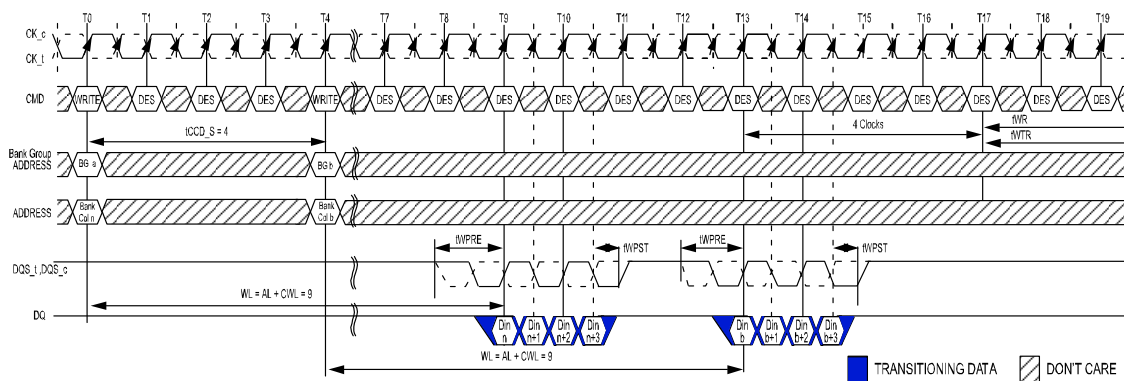 T0 T1 T2 T3 T4 T7 T8 T9 T10 T11 T12 T13 T14 T15 T16 T17 T18 T19
CK_c
CK_t
CMD WRITE DES DES DES WRITE DES DES DES DES DES DES DES DES DES DES DES DES DES
tCCD_S = 4 4 Clocks tWR
tWTR
Bank Group
ADDRESS BG a BG b
ADDRESS Bank Col n Bank Col b
tWPRE tWPST tWPRE tWPST
DQS_t ,DQS_c
WL = AL + CWL = 9
DQ Din n Din n+1 Din n+2 Din n+3 Din b Din b+1 Din b+2 Din b+3
WL = AL + CWL = 9
TRANSITIONING DATA DON'T CARE